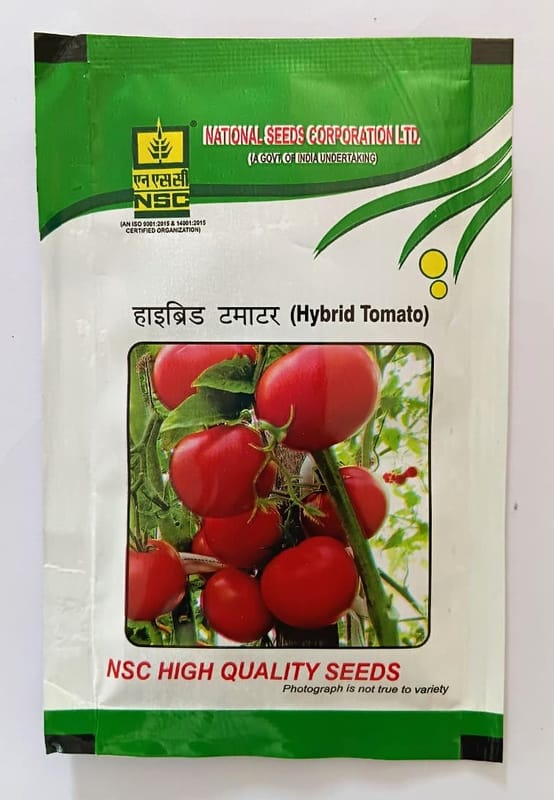 NATIONAL SEEDS CORPORATION LTD.
(A GOVT. OF INDIA UNDERTAKING)
®
एन एस सी
NSC
(AN ISO 9001:2015 & 14001:2015
CERTIFIED ORGANIZATION)
हाइब्रिड टमाटर (Hybrid Tomato)
NSC HIGH QUALITY SEEDS
Photograph is not true to variety